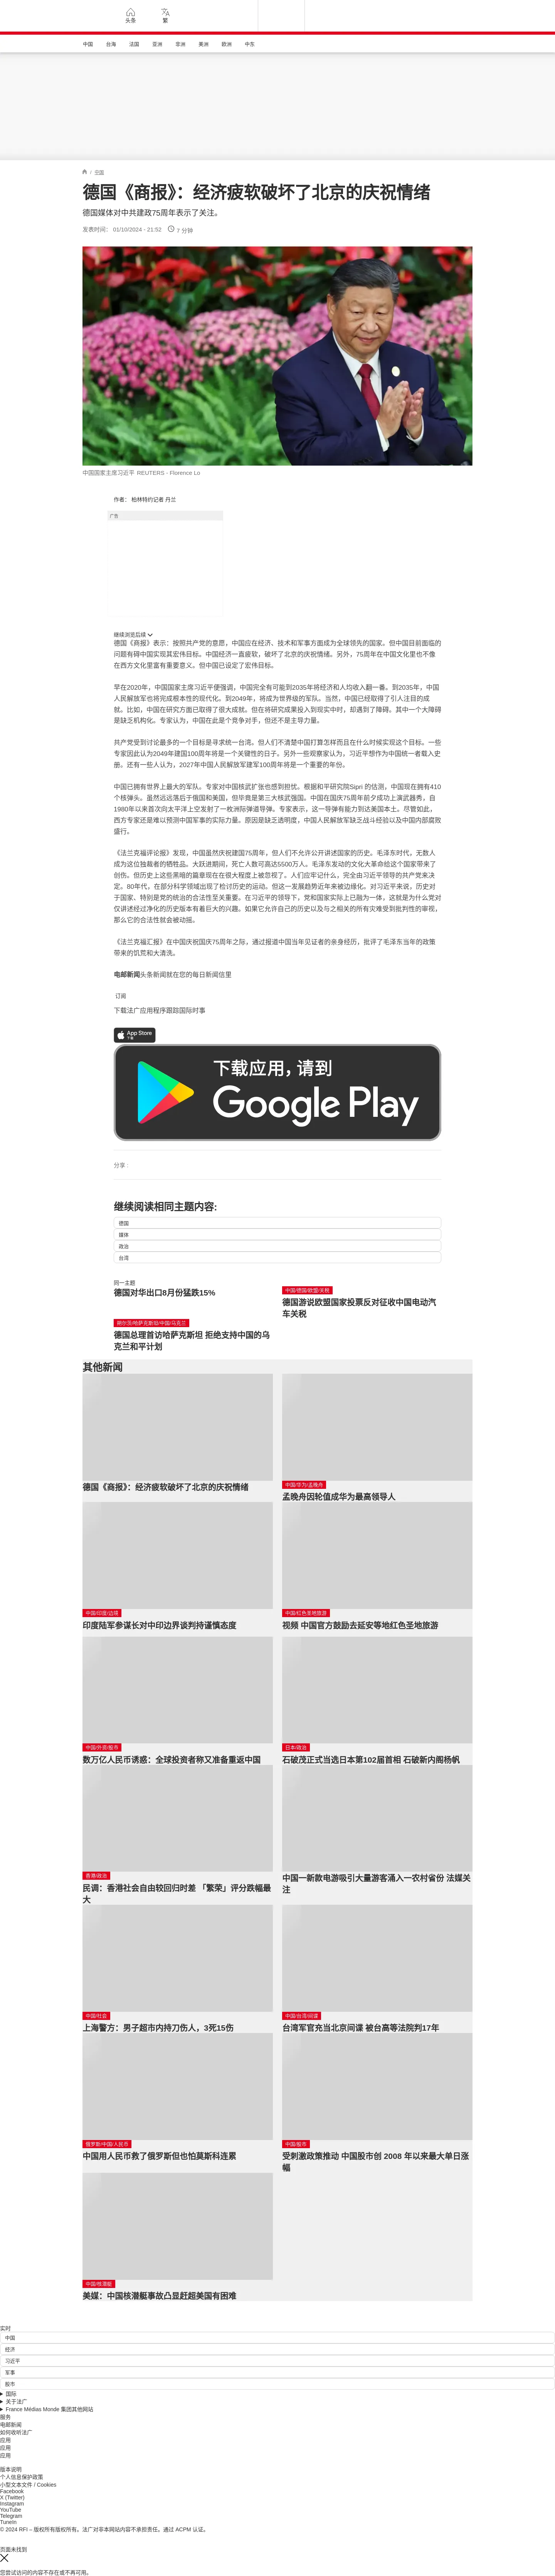 头条
繁
中国
台海
法国
亚洲
非洲
美洲
欧洲
中东
/ 中国
德国《商报》：经济疲软破坏了北京的庆祝情绪
德国媒体对中共建政75周年表示了关注。
发表时间： 01/10/2024 - 21:52
7 分钟
中国国家主席习近平 REUTERS - Florence Lo
作者： 柏林特约记者 丹兰
广告
继续浏览后续
德国《商报》表示：按照共产党的意愿，中国应在经济、技术和军事方面成为全球领先的国家。但中国目前面临的
问题有碍中国实现其宏伟目标。中国经济一直疲软，破坏了北京的庆祝情绪。另外，75周年在中国文化里也不像
在西方文化里富有重要意义。但中国已设定了宏伟目标。
早在2020年，中国国家主席习近平便强调，中国完全有可能到2035年将经济和人均收入翻一番。到2035年，中国
人民解放军也将完成根本性的现代化。到2049年，将成为世界级的军队。当然，中国已经取得了引人注目的成
就。比如，中国在研究方面已取得了领导地位。但在将研究成果投入到现实中时，却遇到了障碍。其中一个大障碍
是缺乏机构化。专家认为，中国在此是个竞争对手，但还不是主导力量。
共产党受到讨论最多的一个目标是寻求统一台湾。但人们不清楚中国打算怎样而且在什么时候实现这个目标。一些
专家因此认为2049年建国100周年将是一个关键性的日子。另外一些观察家认为，习近平想作为中国统一者载入史
册。还有一些人认为，2027年中国人民解放军建军100周年将是一个重要的年份。
中国已拥有世界上最大的军队。专家对中国核武扩张也感到担忧。根据和平研究院Sipri 的估测，中国现在拥有410
个核弹头。虽然远远落后于俄国和美国，但毕竟是第三大核武强国。中国在国庆75周年前夕成功上演武器秀，自
1980年以来首次向太平洋上空发射了一枚洲际弹道导弹。专家表示，这一导弹有能力到达美国本土。尽管如此，
西方专家还是难以预测中国军事的实际力量。原因是缺乏透明度，中国人民解放军缺乏战斗经验以及中国内部腐败
盛行。
《法兰克福评论报》发现，中国虽然庆祝建国75周年，但人们不允许公开讲述国家的历史。毛泽东时代，无数人
成为这位独裁者的牺牲品。大跃进期间，死亡人数可高达5500万人。毛泽东发动的文化大革命给这个国家带来了
创伤。但历史上这些黑暗的篇章现在在很大程度上被忽视了。人们应牢记什么，完全由习近平领导的共产党来决
定。80年代，在部分科学领域出现了检讨历史的运动。但这一发展趋势近年来被边缘化。对习近平来说，历史对
于国家、特别是党的统治的合法性至关重要。在习近平的领导下，党和国家实际上已融为一体，这就是为什么党对
仅讲述经过净化的历史版本有着巨大的兴趣。如果它允许自己的历史以及与之相关的所有灾难受到批判性的审视，
那么它的合法性就会被动摇。
《法兰克福汇报》在中国庆祝国庆75周年之际，通过报道中国当年见证者的亲身经历，批评了毛泽东当年的政策
带来的饥荒和大清洗。
电邮新闻头条新闻就在您的每日新闻信里
订阅
下载法广应用程序跟踪国际时事
App Store
下载
下载应用，请到
Google Play
分享 :
继续阅读相同主题内容:
德国
媒体
政治
台湾
同一主题
德国对华出口8月份猛跌15%
中国/德国/欧盟/关税
德国游说欧盟国家投票反对征收中国电动汽
车关税
朔尔茨/哈萨克斯坦/中国/乌克兰
德国总理首访哈萨克斯坦 拒绝支持中国的乌
克兰和平计划
其他新闻
德国《商报》：经济疲软破坏了北京的庆祝情绪
中国/华为/孟晚舟
孟晚舟因轮值成华为最高领导人
中国/印度/边境
印度陆军参谋长对中印边界谈判持谨慎态度
中国/红色圣地旅游
视频 中国官方鼓励去延安等地红色圣地旅游
中国/外资/股市
数万亿人民币诱惑：全球投资者称又准备重返中国
日本/政治
石破茂正式当选日本第102届首相 石破新内阁杨帆
香港/政治
民调：香港社会自由较回归时差 「繁荣」评分跌幅最
大
中国一新款电游吸引大量游客涌入一农村省份 法媒关
注
中国/社会
上海警方：男子超市内持刀伤人，3死15伤
中国/台湾/间谍
台湾军官充当北京间谍 被台高等法院判17年
俄罗斯/中国/人民币
中国用人民币救了俄罗斯但也怕莫斯科连累
中国/股市
受刺激政策推动 中国股市创 2008 年以来最大单日涨
幅
中国/核潜艇
美媒：中国核潜艇事故凸显赶超美国有困难
实时
中国
经济
习近平
军事
股市
国际
关于法广
France Médias Monde 集团其他网站
服务
电邮新闻
如何收听法广
应用
应用
应用
版本说明
个人信息保护政策
小型文本文件 / Cookies
Facebook
X (Twitter)
Instagram
YouTube
Telegram
TuneIn
© 2024 RFI – 版权所有版权所有。法广对非本网站内容不承担责任。通过 ACPM 认证。
页面未找到
您尝试访问的内容不存在或不再可用。